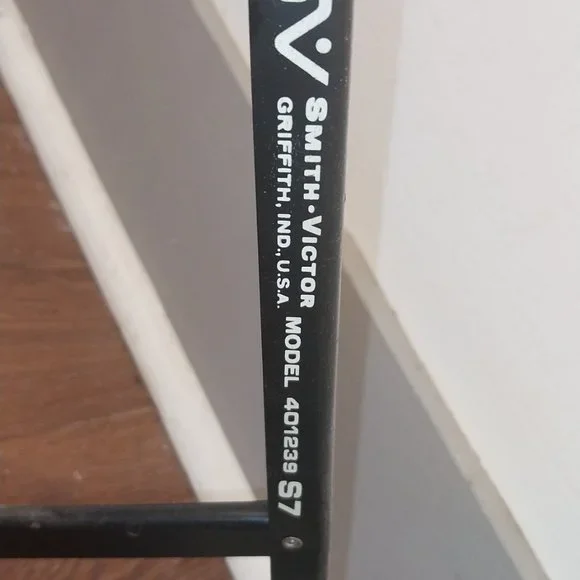 SMITH·VICTOR
GRIFFITH, IND., U.S.A.
MODEL 401239 S7